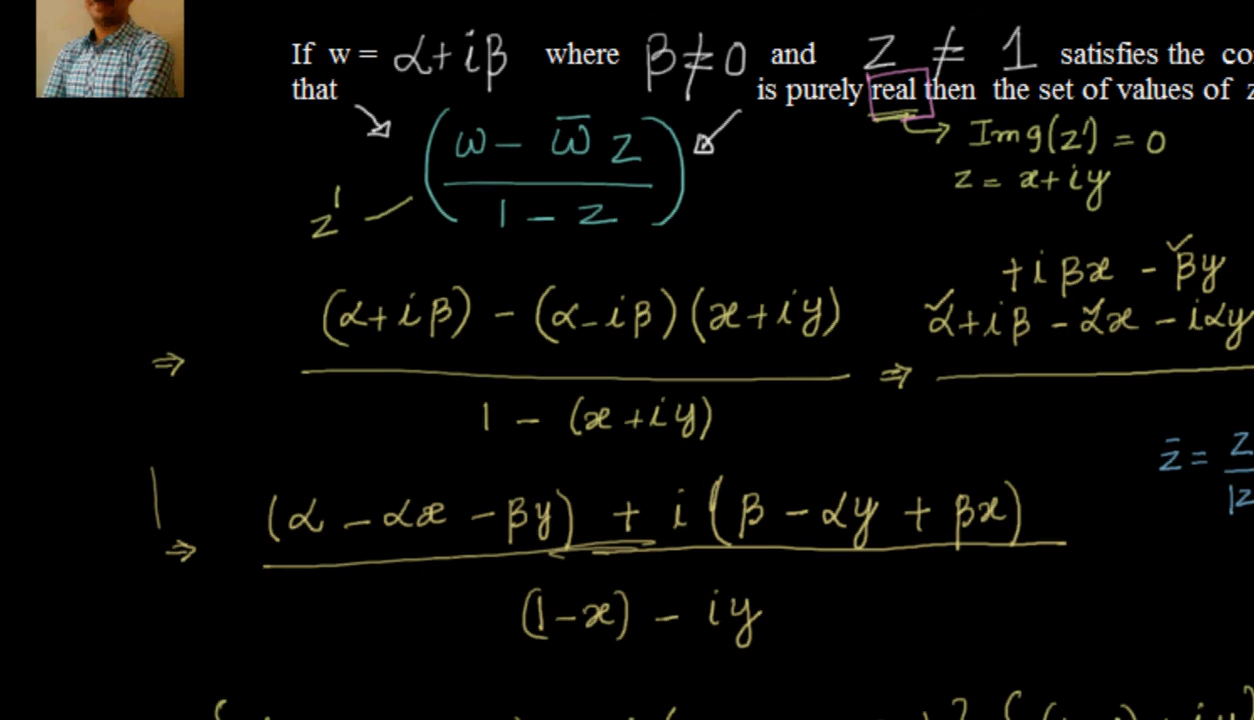 If w = α+iβ where β≠0 and z ≠ 1 satisfies the co
that is purely real then the set of values of z
(ω - ω̅ z / 1 - z)
→ Img(z') = 0
z = x+iy
z'
+iβx - βy
⇒ (α+iβ) - (α-iβ)(x+iy) / 1 - (x+iy)
⇒ α+iβ - αx - iαy
z̄ = z / |z
⇒ (α - αx - βy) + i(β - αy + βx) / (1-x) - iy